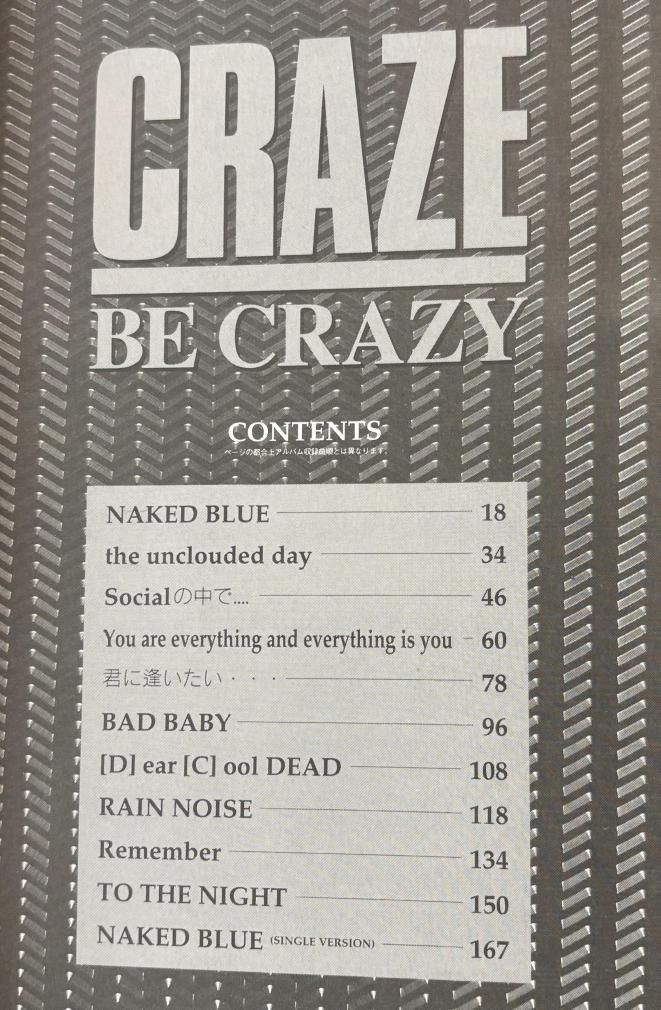 CRAZE
BE CRAZY
CONTENTS
ページの都合上アルバム収録曲順とは異なります。
NAKED BLUE 18
the unclouded day 34
Socialの中で.... 46
You are everything and everything is you 60
君に逢いたい・・・ 78
BAD BABY 96
[D] ear [C] ool DEAD 108
RAIN NOISE 118
Remember 134
TO THE NIGHT 150
NAKED BLUE (SINGLE VERSION) 167